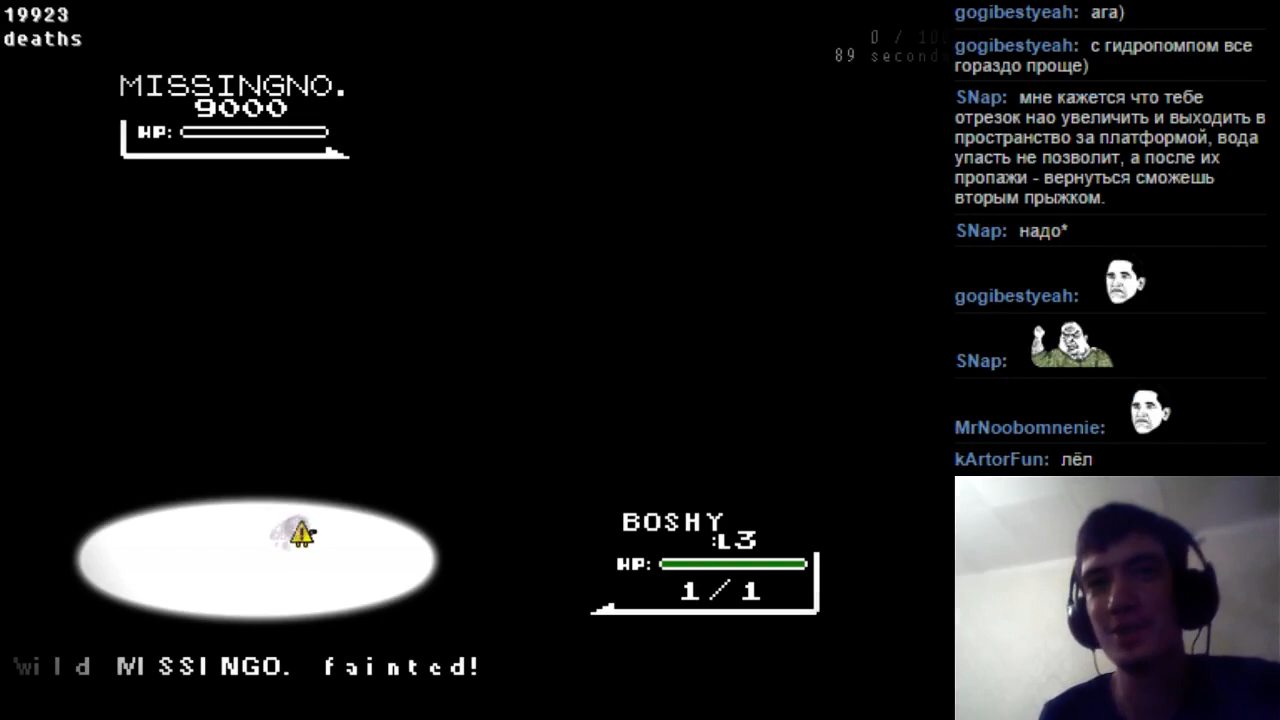 19923
deaths
0 / 100
89 seconds
MISSINGNO.
9000
HP:
BOSHY
:L3
HP:
1 / 1
Wild MISSINGO. fainted!
gogibestyeah: ага)
gogibestyeah: с гидропомпом все
гораздо проще)
SNap: мне кажется что тебе
отрезок нао увеличить и выходить в
пространство за платформой, вода
упасть не позволит, а после их
пропажи - вернуться сможешь
вторым прыжком.
SNap: надо*
gogibestyeah:
SNap:
MrNoobomnenie:
kArtorFun: лёл